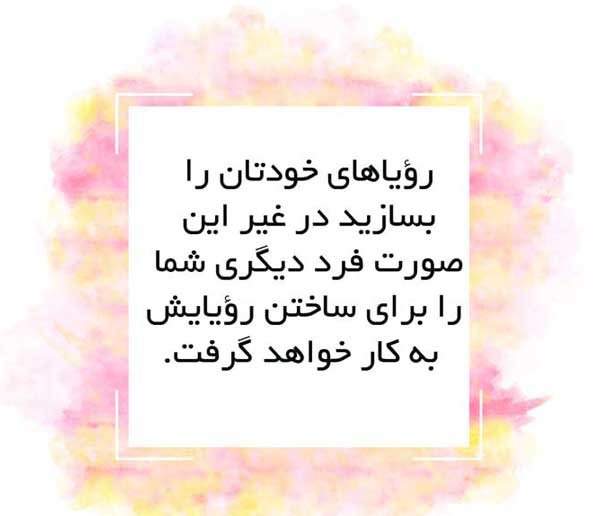 رؤیاهای خودتان را
بسازید در غیر این
صورت فرد دیگری شما
را برای ساختن رؤیایش
به کار خواهد گرفت.